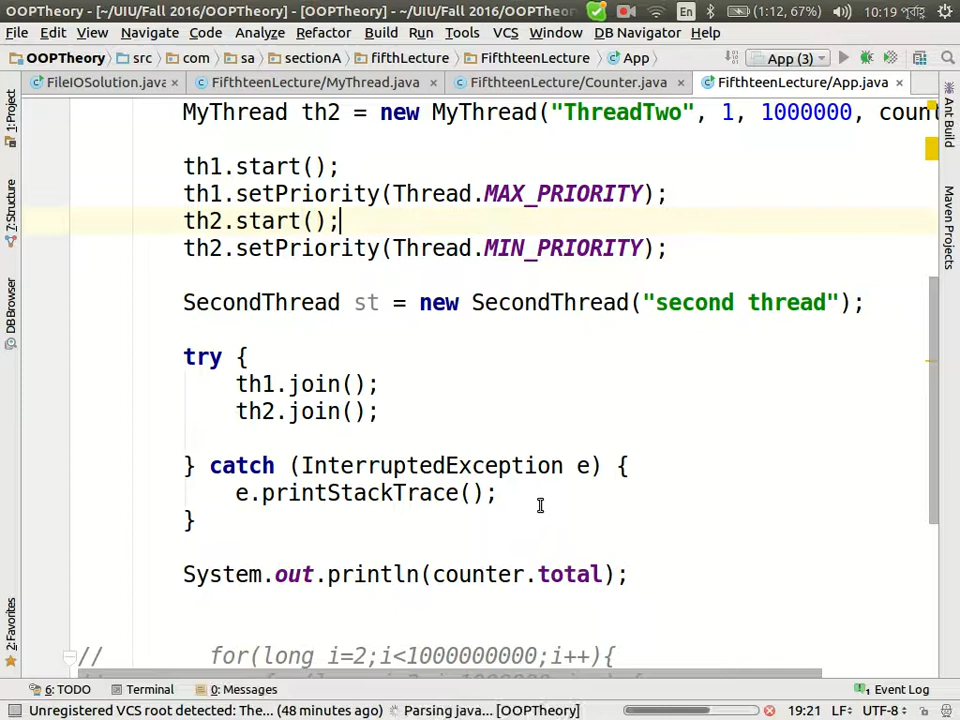 OOPTheory - [~/UIU/Fall 2016/OOPTheory] - [OOPTheory] - ~/UIU/Fall 2016/OOPTheo En (1:12, 67%) 10:19 পূর্বাহ্ণ
File Edit View Navigate Code Analyze Refactor Build Run Tools VCS Window DB Navigator Help
OOPTheory src com sa sectionA fifthLecture FifthteenLecture App App (3)
FileIOSolution.java FifthteenLecture/MyThread.java FifthteenLecture/Counter.java FifthteenLecture/App.java
1: Project
7: Structure
DB Browser
2: Favorites
MyThread th2 = new MyThread("ThreadTwo", 1, 1000000, count
th1.start();
th1.setPriority(Thread.MAX_PRIORITY);
th2.start();
th2.setPriority(Thread.MIN_PRIORITY);
SecondThread st = new SecondThread("second thread");
try {
th1.join();
th2.join();
} catch (InterruptedException e) {
e.printStackTrace();
}
System.out.println(counter.total);
// for(long i=2;i<1000000000;i++){
Ant Build
Maven Projects
6: TODO Terminal 0: Messages Event Log
Unregistered VCS root detected: The... (48 minutes ago) Parsing java... [OOPTheory] 19:21 LF÷ UTF-8÷